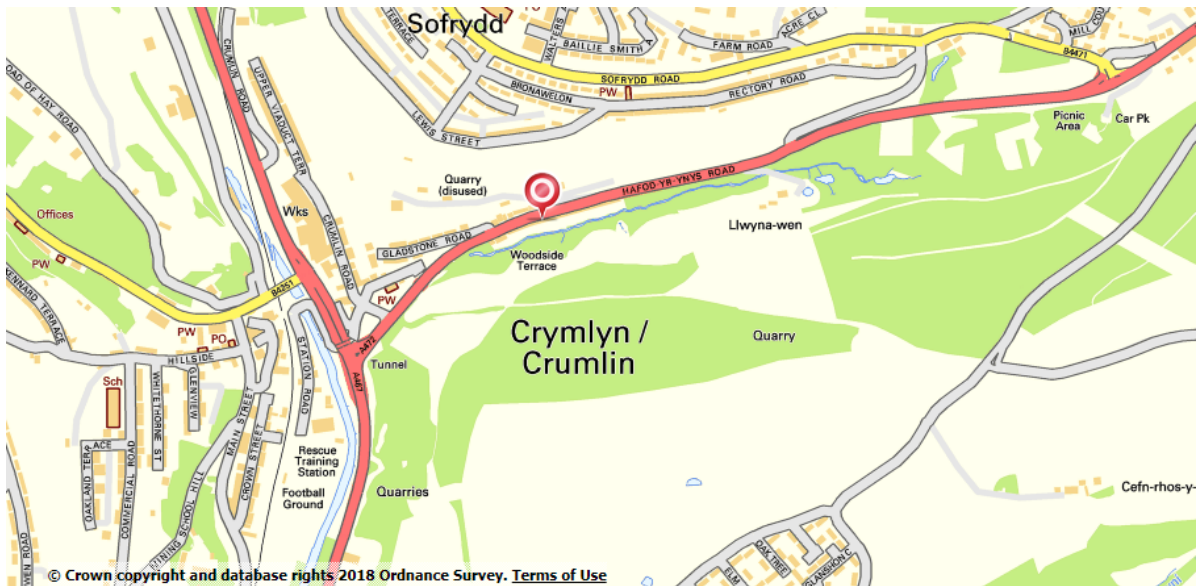 Sofrydd
TERRACE
WALTERS
BAILLIE SMITH A
FARM ROAD
ACRE CL
MILL COU
B4471
SOFRYDD ROAD
PW
BRONAWELON
RECTORY ROAD
LEWIS STREET
CRUMLIN ROAD
UPPER VIADUCT TERR
OAD OF HAY ROAD
Picnic
Area
Car Pk
Quarry
(disused)
HAFOD-YR-YNYS ROAD
Offices
Wks
CRUMLIN ROAD
GLADSTONE ROAD
Woodside
Terrace
Llwyna-wen
PW
B4251
PW
KENNARD TERRACE
PW
PO
HILLSIDE
STATION ROAD
A472
A467
Tunnel
Crymlyn /
Crumlin
Quarry
Sch
WHITETHORNE ST
GLENVIEW
MAIN STREET
CROWN STREET
OAKLAND TERR
ACE
COMMERCIAL ROAD
Rescue
Training
Station
Football
Ground
Quarries
Cefn-rhos-y-
MINING SCHOOL HILL
WEN ROAD
ELM
OAK TREE
GLANSHON C
© Crown copyright and database rights 2018 Ordnance Survey. Terms of Use